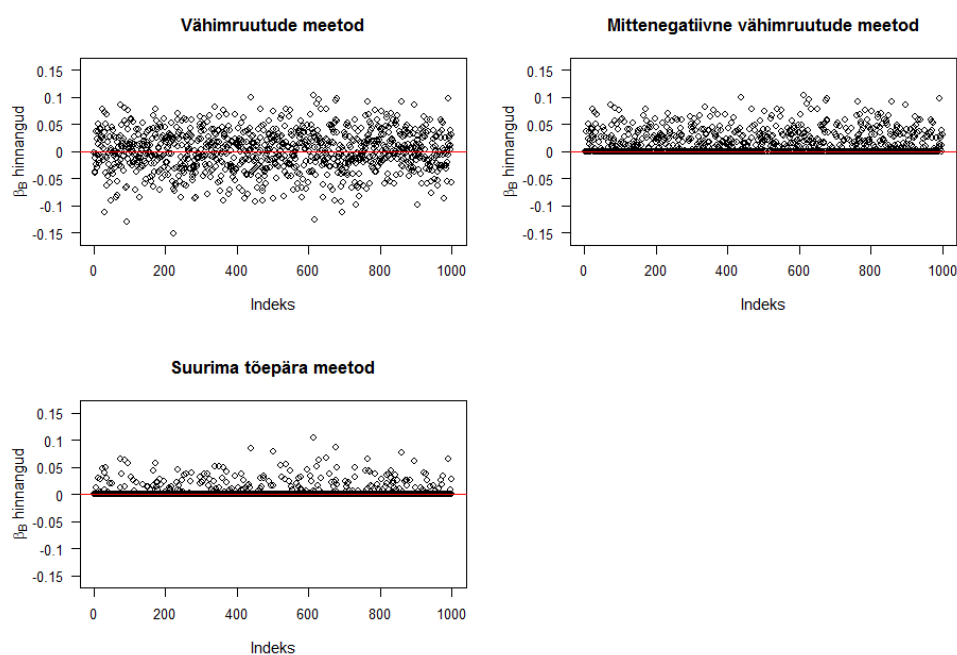 Vähimruutude meetod
0.15
0.1
0.05
0
-0.05
-0.1
-0.15
βB hinnangud
0 200 400 600 800 1000
Indeks
Mittenegatiivne vähimruutude meetod
0.15
0.1
0.05
0
-0.05
-0.1
-0.15
βB hinnangud
0 200 400 600 800 1000
Indeks
Suurima tõepära meetod
0.15
0.1
0.05
0
-0.05
-0.1
-0.15
βB hinnangud
0 200 400 600 800 1000
Indeks